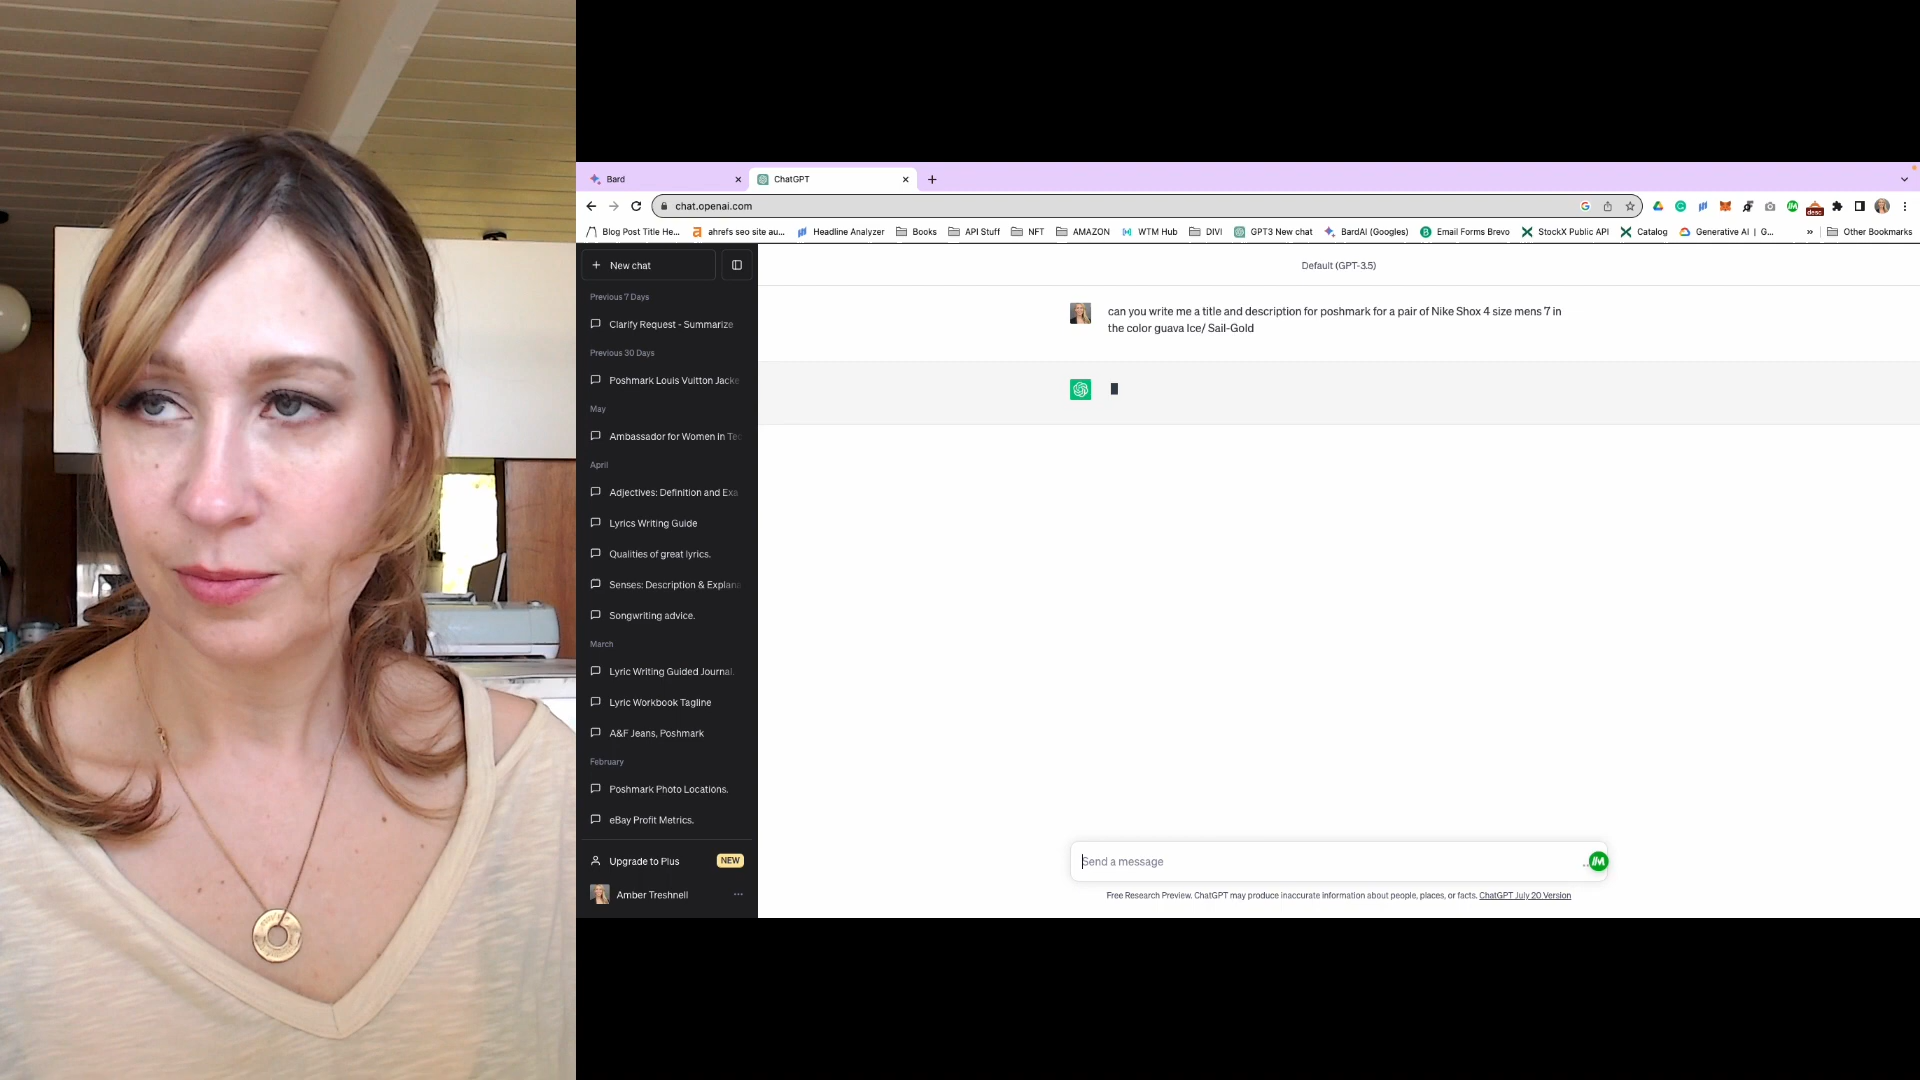 Bard
ChatGPT
chat.openai.com
desc
Blog Post Title He...
ahrefs seo site au...
Headline Analyzer
Books
API Stuff
NFT
AMAZON
WTM Hub
DIVI
GPT3 New chat
BardAI (Googles)
Email Forms Brevo
StockX Public API
Catalog
Generative AI | G...
»
Other Bookmarks
New chat
Previous 7 Days
Clarify Request - Summarize
Previous 30 Days
Poshmark Louis Vuitton Jacke
May
Ambassador for Women in Tec
April
Adjectives: Definition and Exa
Lyrics Writing Guide
Qualities of great lyrics.
Senses: Description & Explana
Songwriting advice.
March
Lyric Writing Guided Journal.
Lyric Workbook Tagline
A&F Jeans, Poshmark
February
Poshmark Photo Locations.
eBay Profit Metrics.
Upgrade to Plus NEW
Amber Treshnell
Default (GPT-3.5)
can you write me a title and description for poshmark for a pair of Nike Shox 4 size mens 7 in
the color guava Ice/ Sail-Gold
Send a message
Free Research Preview. ChatGPT may produce inaccurate information about people, places, or facts. ChatGPT July 20 Version